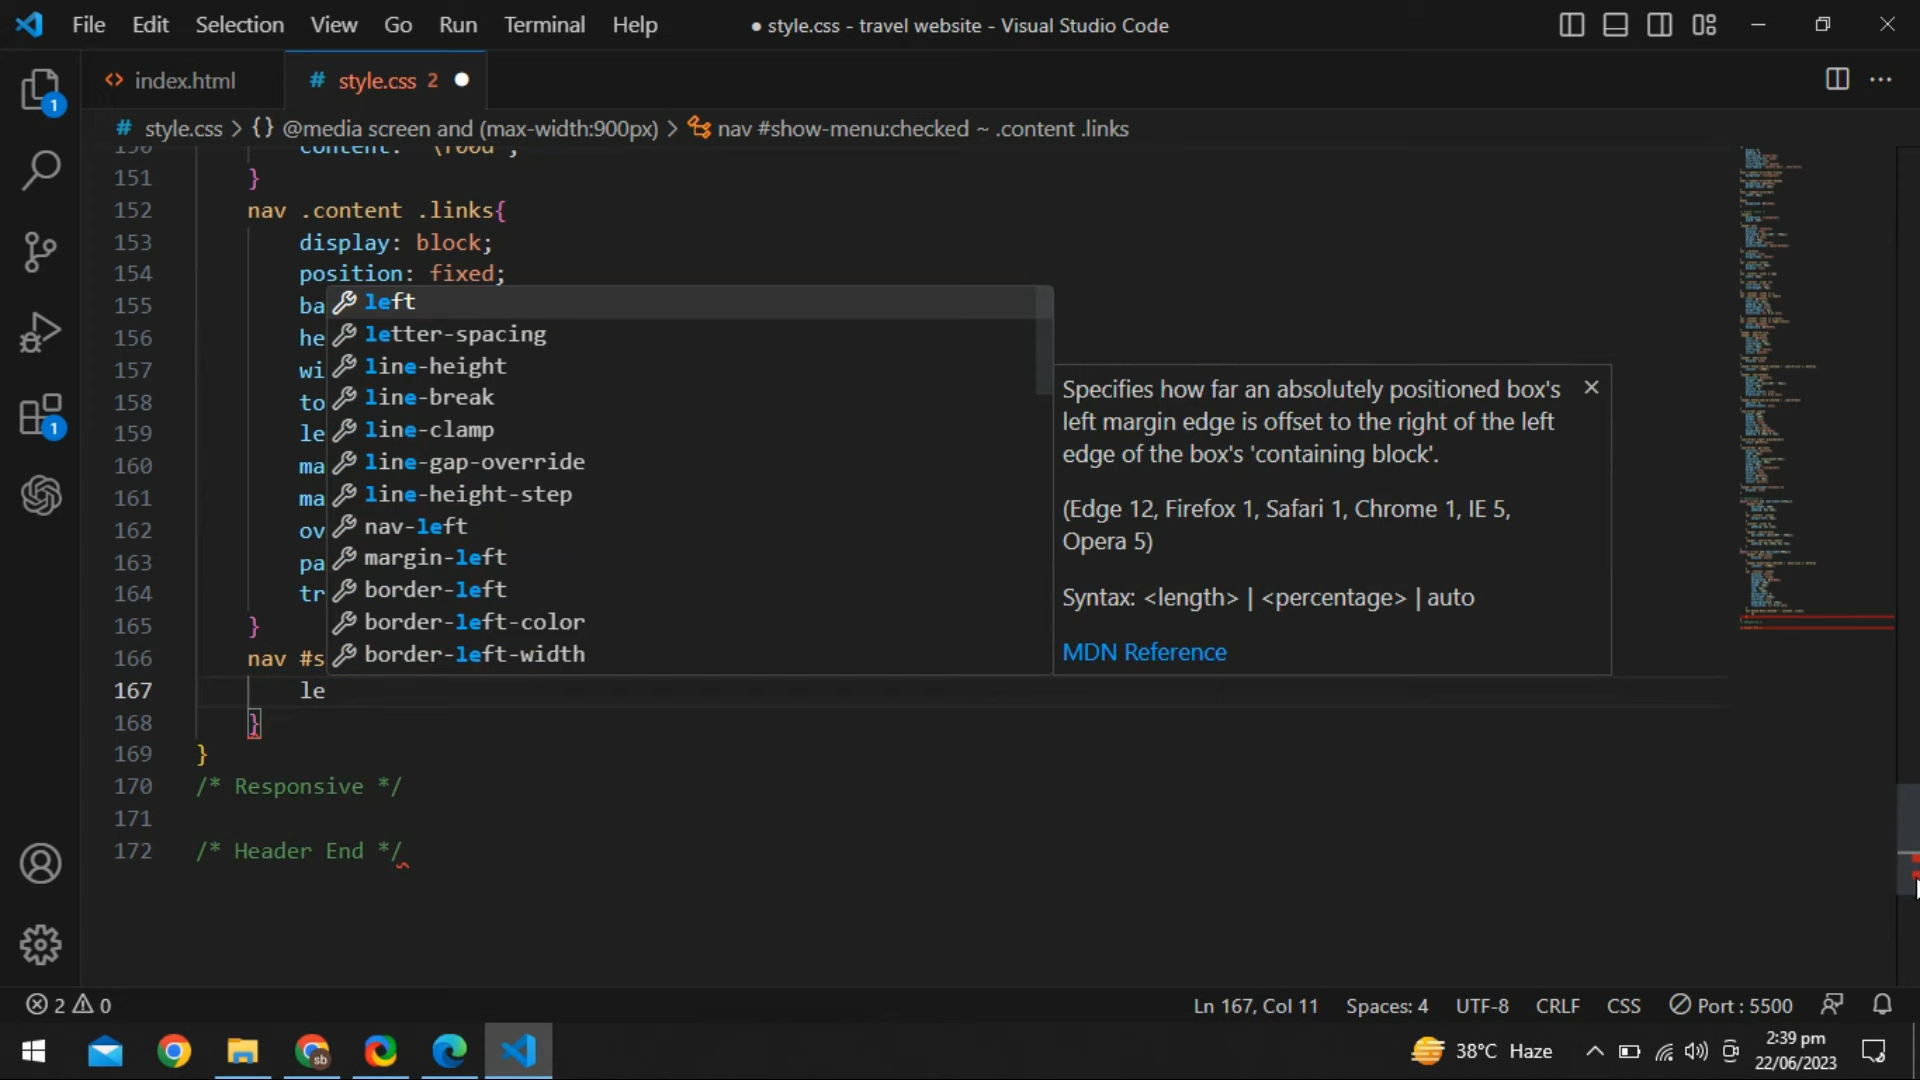 File Edit Selection View Go Run Terminal Help
● style.css - travel website - Visual Studio Code
1
<> index.html
# style.css 2 ●
# style.css > {} @media screen and (max-width:900px) > nav #show-menu:checked ~ .content .links
151 }
152 nav .content .links{
153 display: block;
154 position: fixed;
155 ba
156 he
157 wi
158 to
159 le
160 ma
161 ma
162 ov
163 pa
164 tr
165 }
166 nav #s
167 le
168 }
169 }
170 /* Responsive */
171
172 /* Header End */
left
letter-spacing
line-height
line-break
line-clamp
line-gap-override
line-height-step
nav-left
margin-left
border-left
border-left-color
border-left-width
Specifies how far an absolutely positioned box's
left margin edge is offset to the right of the left
edge of the box's 'containing block'.
(Edge 12, Firefox 1, Safari 1, Chrome 1, IE 5,
Opera 5)
Syntax: <length> | <percentage> | auto
MDN Reference
1
2 0
Ln 167, Col 11 Spaces: 4 UTF-8 CRLF CSS Port : 5500
sb
38°C Haze
2:39 pm
22/06/2023